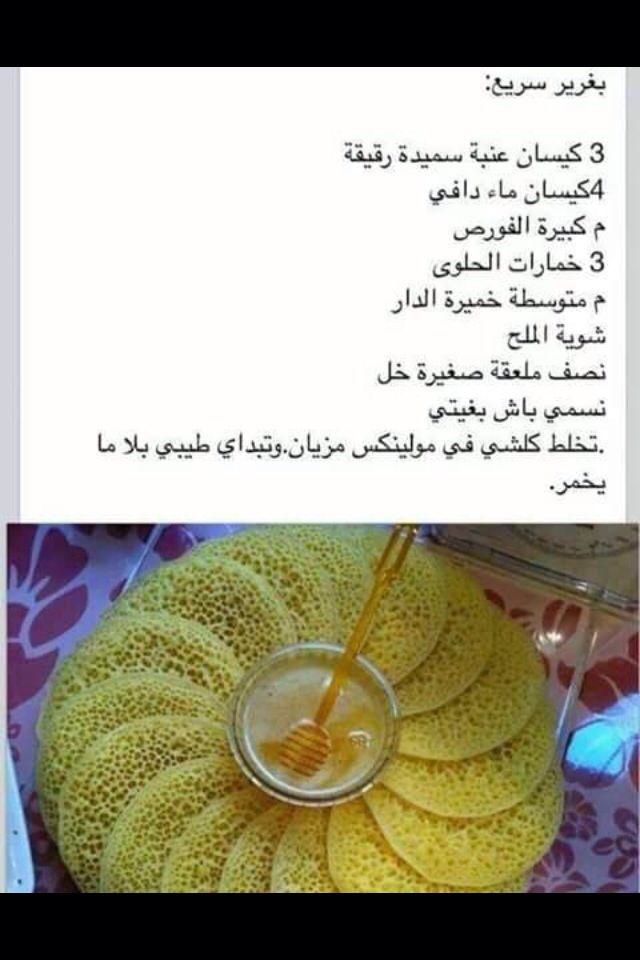 بغرير سريع:
3 كيسان عنبة سميدة رقيقة
4كيسان ماء دافي
م كبيرة الفورص
3 خمارات الحلوى
م متوسطة خميرة الدار
شوية الملح
نصف ملعقة صغيرة خل
نسمي باش بغيتي
.تخلط كلشي في مولينكس مزيان.وتبداي طيبي بلا ما
يخمر.